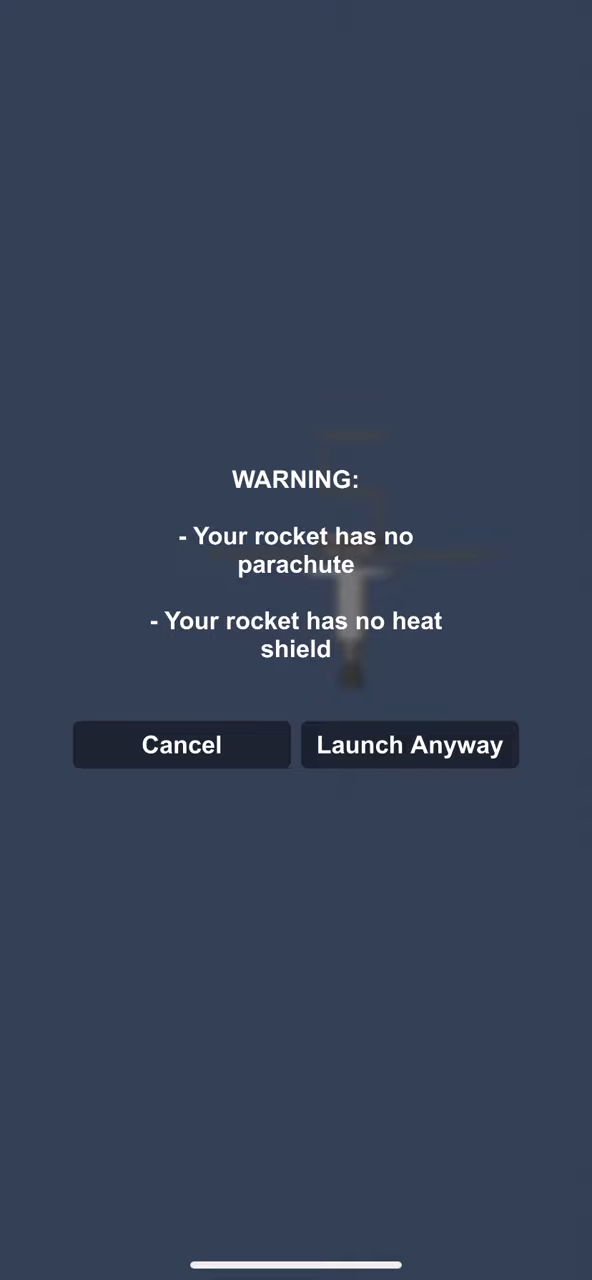 WARNING:
- Your rocket has no
parachute
- Your rocket has no heat
shield
Cancel
Launch Anyway